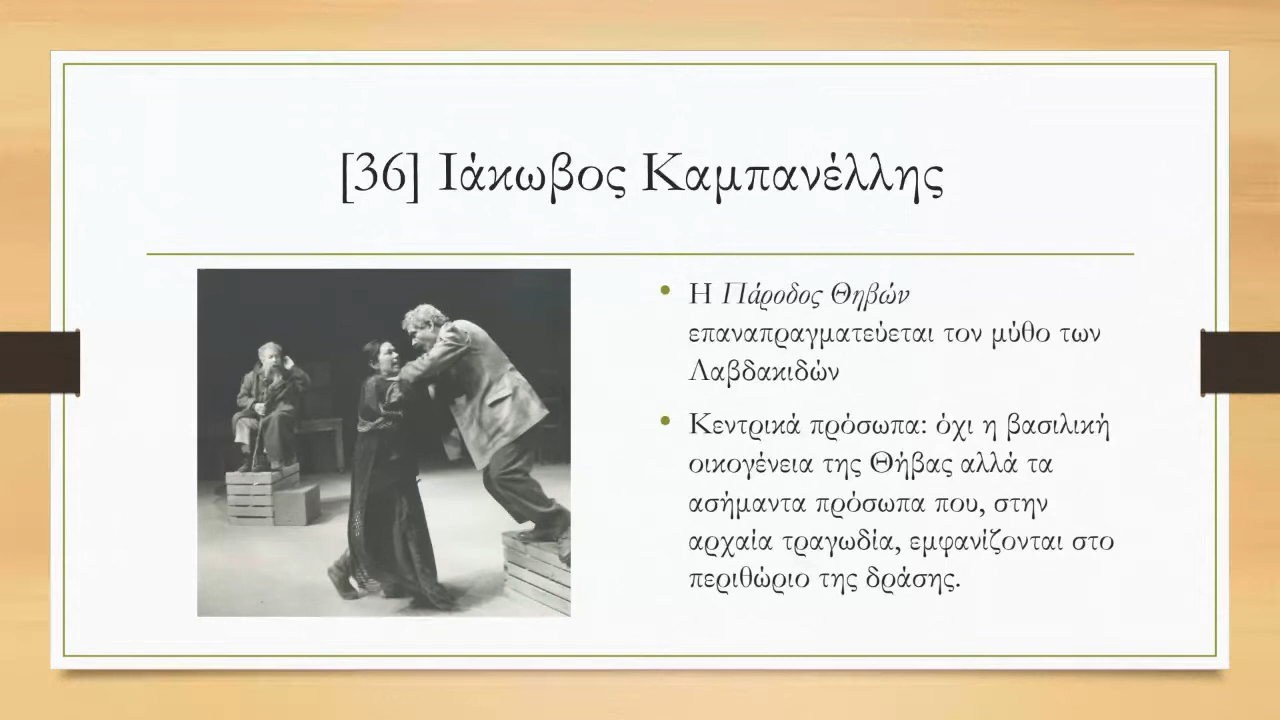 [36] Ιάκωβος Καμπανέλλης
• Η Πάροδος Θηβών
επαναπραγματεύεται τον μύθο των
Λαβδακιδών
• Κεντρικά πρόσωπα: όχι η βασιλική
οικογένεια της Θήβας αλλά τα
ασήμαντα πρόσωπα που, στην
αρχαία τραγωδία, εμφανίζονται στο
περιθώριο της δράσης.